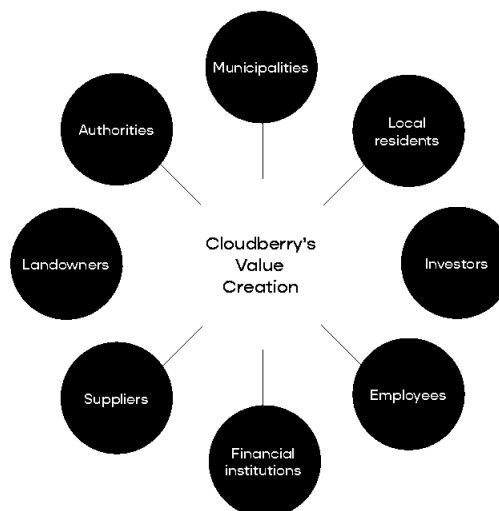 Municipalities
Authorities
Local
residents
Landowners
Cloudberry's
Value
Creation
Investors
Suppliers
Employees
Financial
institutions